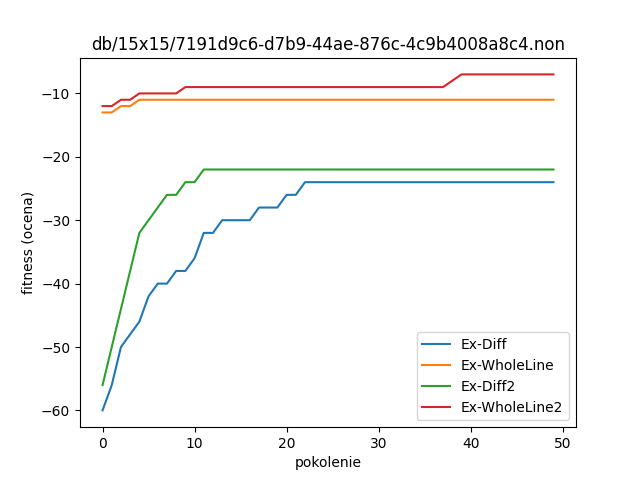 db/15x15/7191d9c6-d7b9-44ae-876c-4c9b4008a8c4.non
fitness (ocena)
−10
−20
−30
−40
−50
−60
Ex-Diff
Ex-WholeLine
Ex-Diff2
Ex-WholeLine2
0 10 20 30 40 50
pokolenie